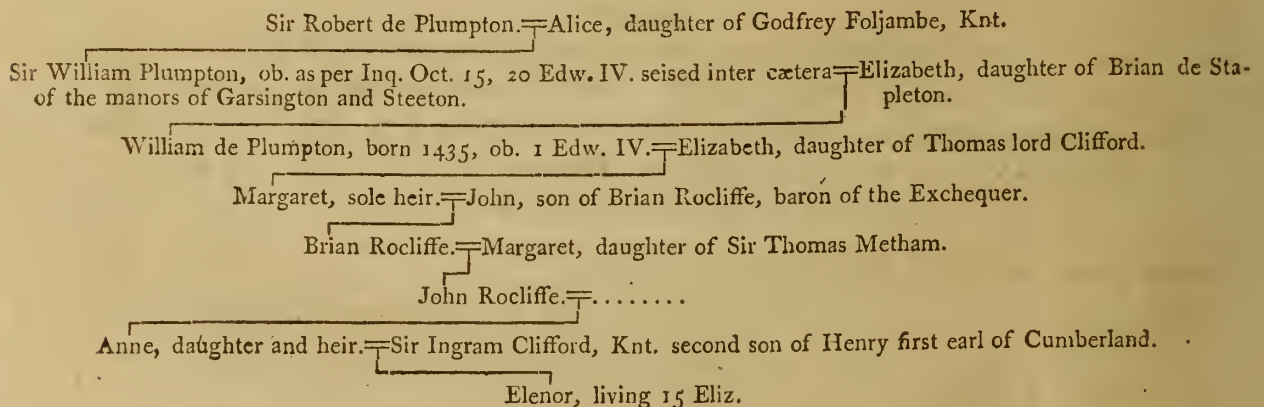 Sir Robert de Plumpton.=Alice, daughter of Godfrey Foljambe, Knt.
Sir William Plumpton, ob. as per Inq. Oct. 15, 20 Edw. IV. seised inter cætera=Elizabeth, daughter of Brian de Sta-
of the manors of Garsington and Steeton. pleton.
William de Plumpton, born 1435, ob. 1 Edw. IV.=Elizabeth, daughter of Thomas lord Clifford.
Margaret, sole heir.=John, son of Brian Rocliffe, baron of the Exchequer.
Brian Rocliffe.=Margaret, daughter of Sir Thomas Metham.
John Rocliffe.=........
Anne, daughter and heir.=Sir Ingram Clifford, Knt. second son of Henry first earl of Cumberland.
Elenor, living 15 Eliz.